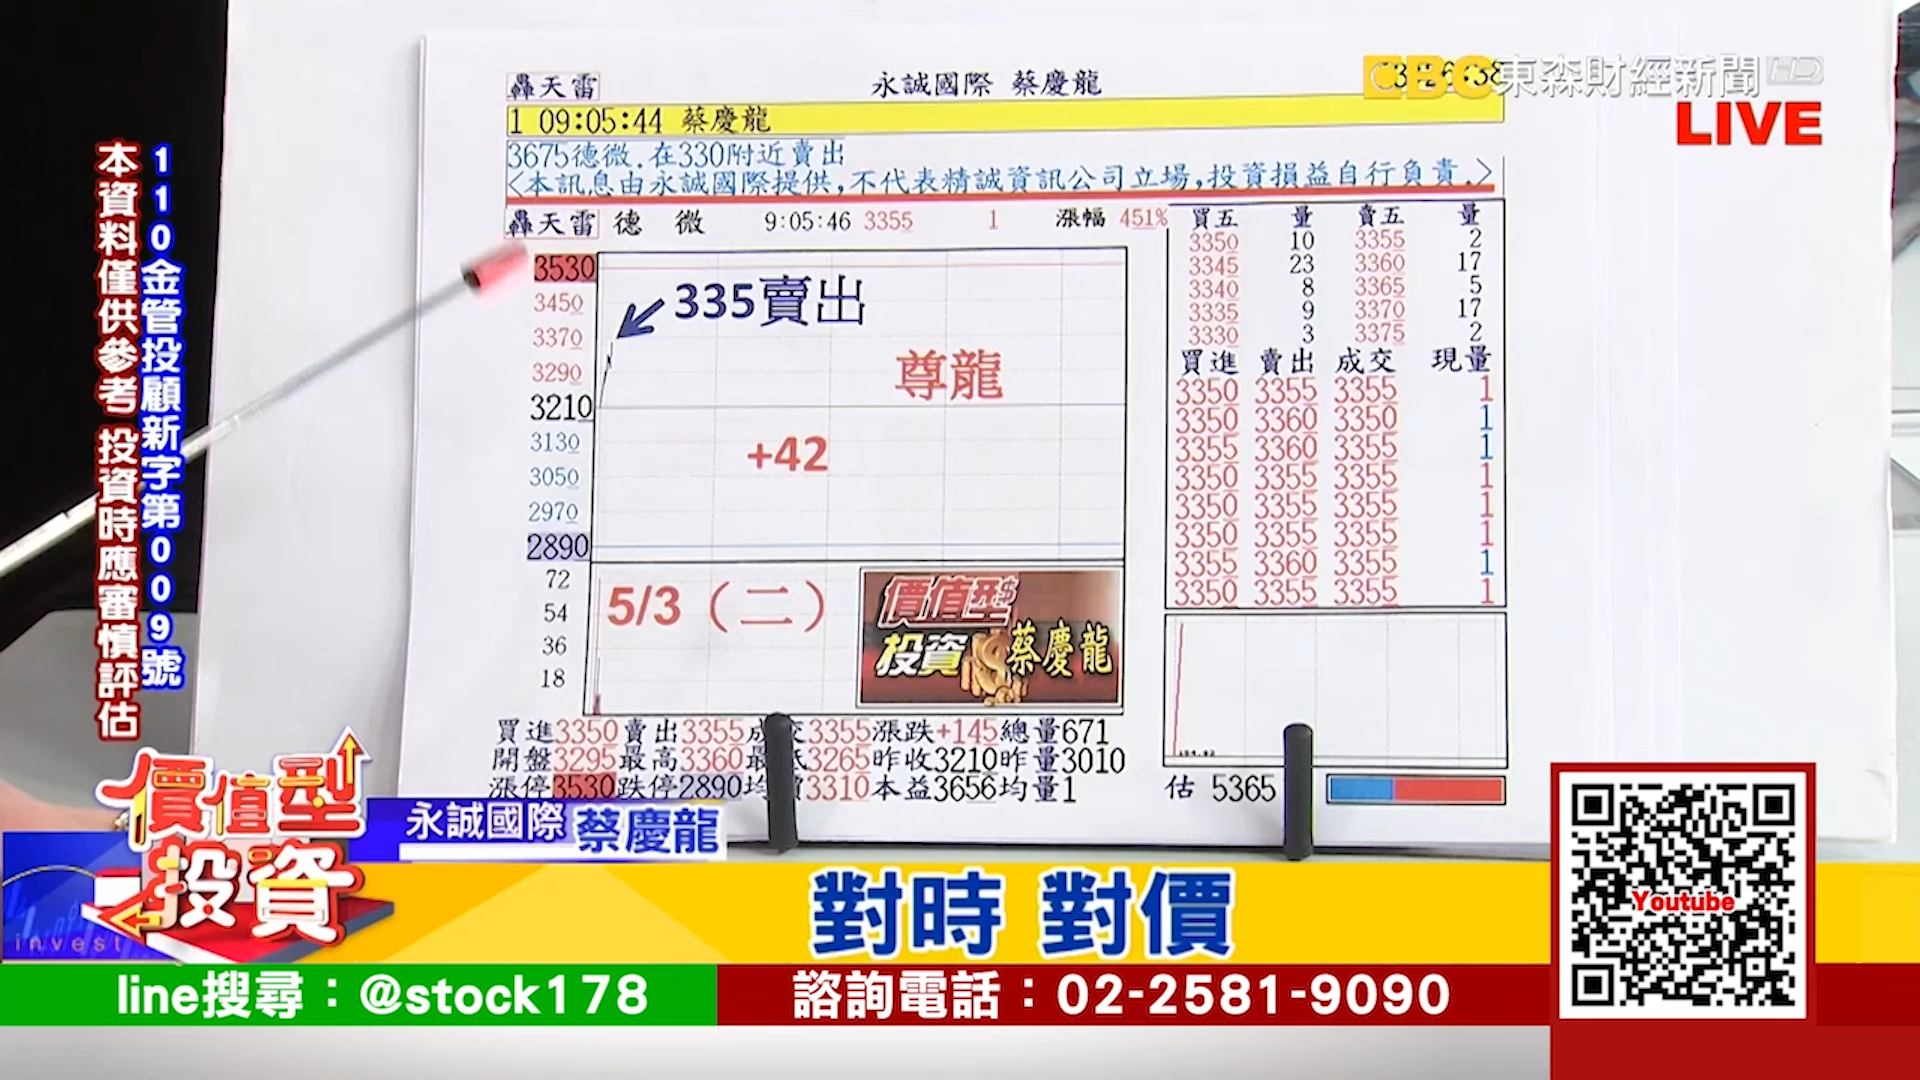 轟天雷
永誠國際 蔡慶龍
EBC東森財經新聞HD
LIVE
1 09:05:44 蔡慶龍
3675德微.在330附近賣出
<本訊息由永誠國際提供,不代表精誠資訊公司立場,投資損益自行負責.>
轟天雷 德 微 9:05:46 3355 1 漲幅 451%
買五 量 賣五 量
3350 10 3355 2
3345 23 3360 17
3340 8 3365 5
3335 9 3370 17
3330 3 3375 2
買進 賣出 成交 現量
3350 3355 3355 1
3350 3360 3350 1
3355 3360 3355 1
3350 3355 3355 1
3350 3355 3355 1
3350 3355 3355 1
3355 3360 3355 1
3350 3355 3355 1
3530
3450
3370
3290
3210
3130
3050
2970
2890
72
54
36
18
335賣出
尊龍
+42
5/3（二）
價值型
投資 蔡慶龍
買進3350賣出3355成交3355漲跌+145總量671
開盤3295最高3360最低3265昨收3210昨量3010
漲停3530跌停2890均 3310本益3656均量1
估 5365
110金管投顧新字第009號
本資料僅供參考 投資時應審慎評估
價值型
投資
invest
永誠國際 蔡慶龍
對時 對價
line搜尋：@stock178
諮詢電話：02-2581-9090
Youtube